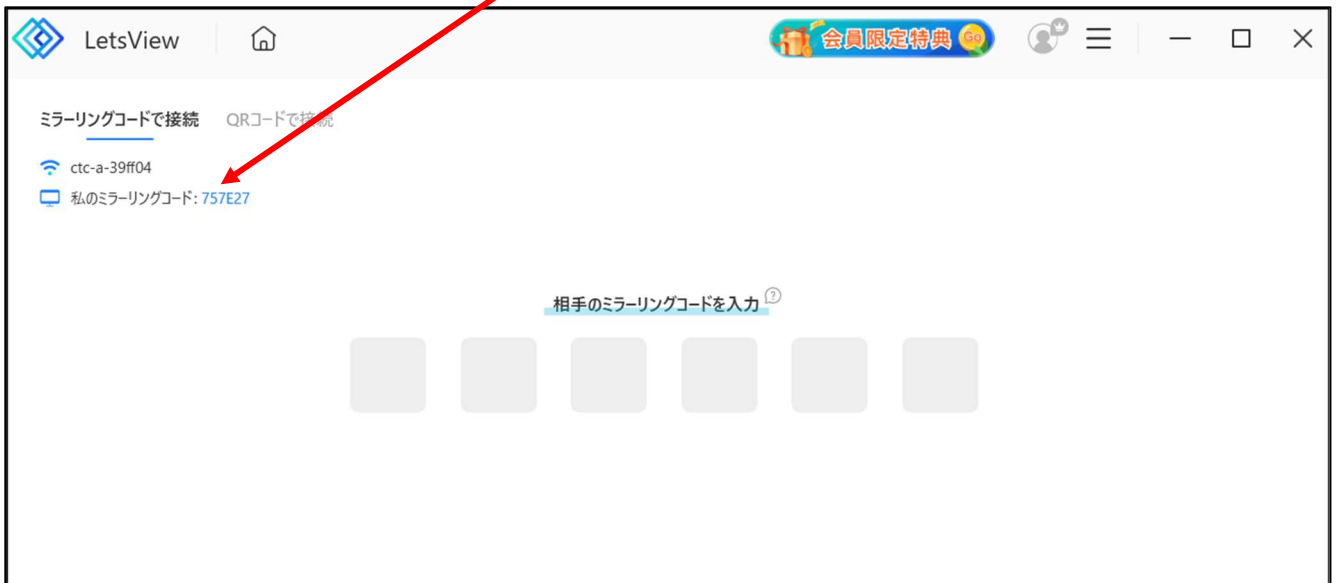 LetsView
会員限定特典 Go
ミラーリングコードで接続 QRコードで接続
ctc-a-39ff04
私のミラーリングコード: 757E27
相手のミラーリングコードを入力 ?